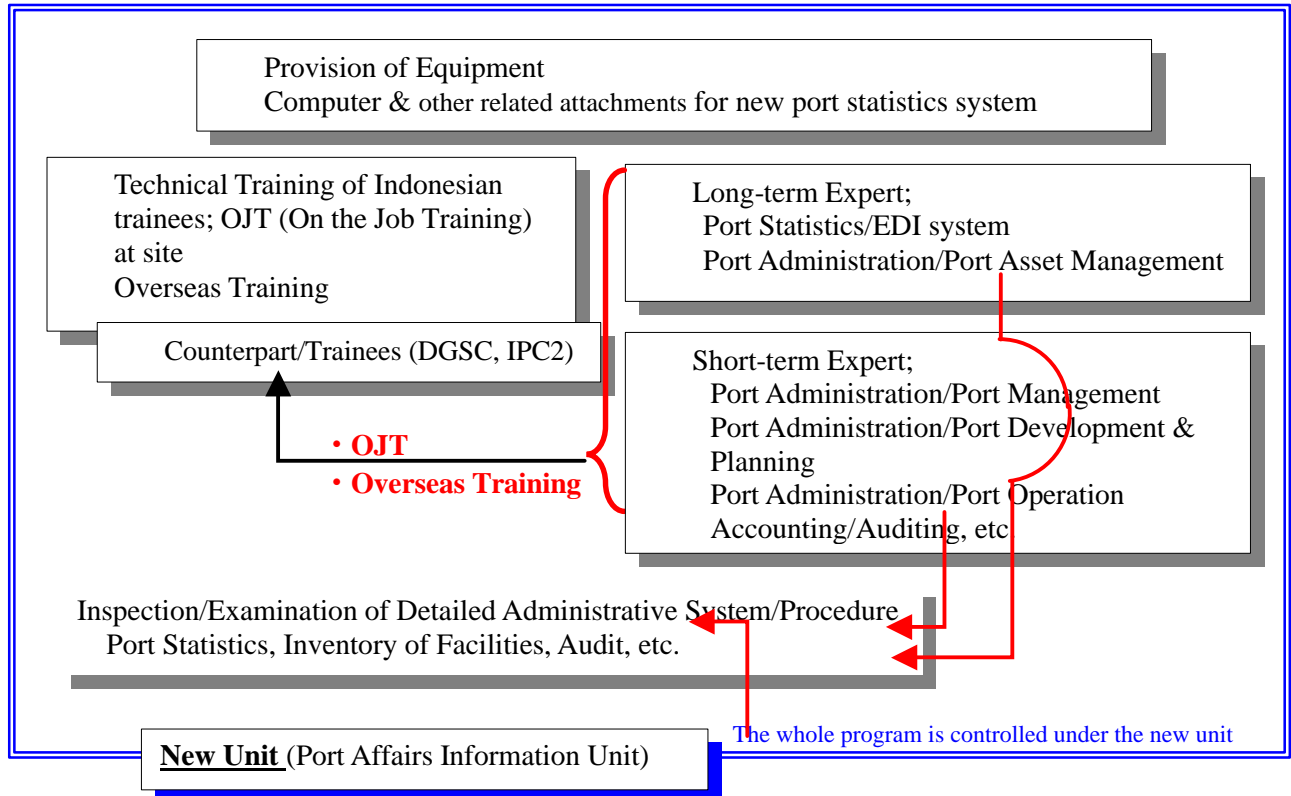 Provision of Equipment
Computer & other related attachments for new port statistics system
Technical Training of Indonesian
trainees; OJT (On the Job Training)
at site
Overseas Training
Counterpart/Trainees (DGSC, IPC2)
・OJT
・Overseas Training
Long-term Expert;
Port Statistics/EDI system
Port Administration/Port Asset Management
Short-term Expert;
Port Administration/Port Management
Port Administration/Port Development &
Planning
Port Administration/Port Operation
Accounting/Auditing, etc.
Inspection/Examination of Detailed Administrative System/Procedure
Port Statistics, Inventory of Facilities, Audit, etc.
The whole program is controlled under the new unit
New Unit (Port Affairs Information Unit)